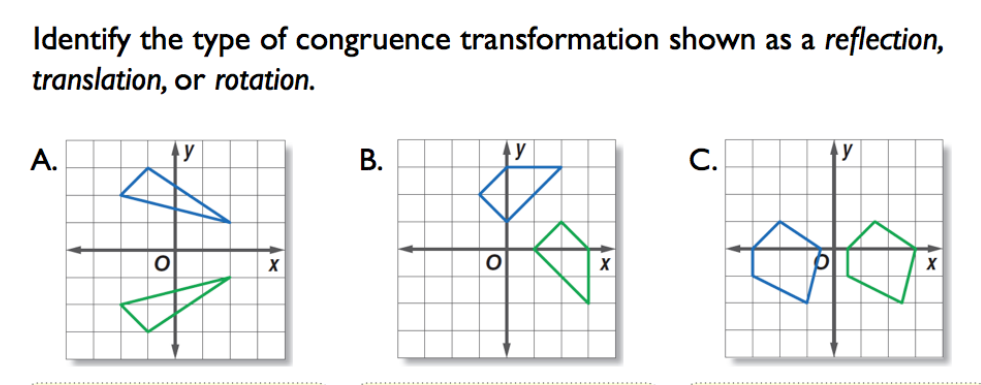 Identify the type of congruence transformation shown as a reflection,
translation, or rotation.
A.
y
O
x
B.
y
O
x
C.
y
O
x